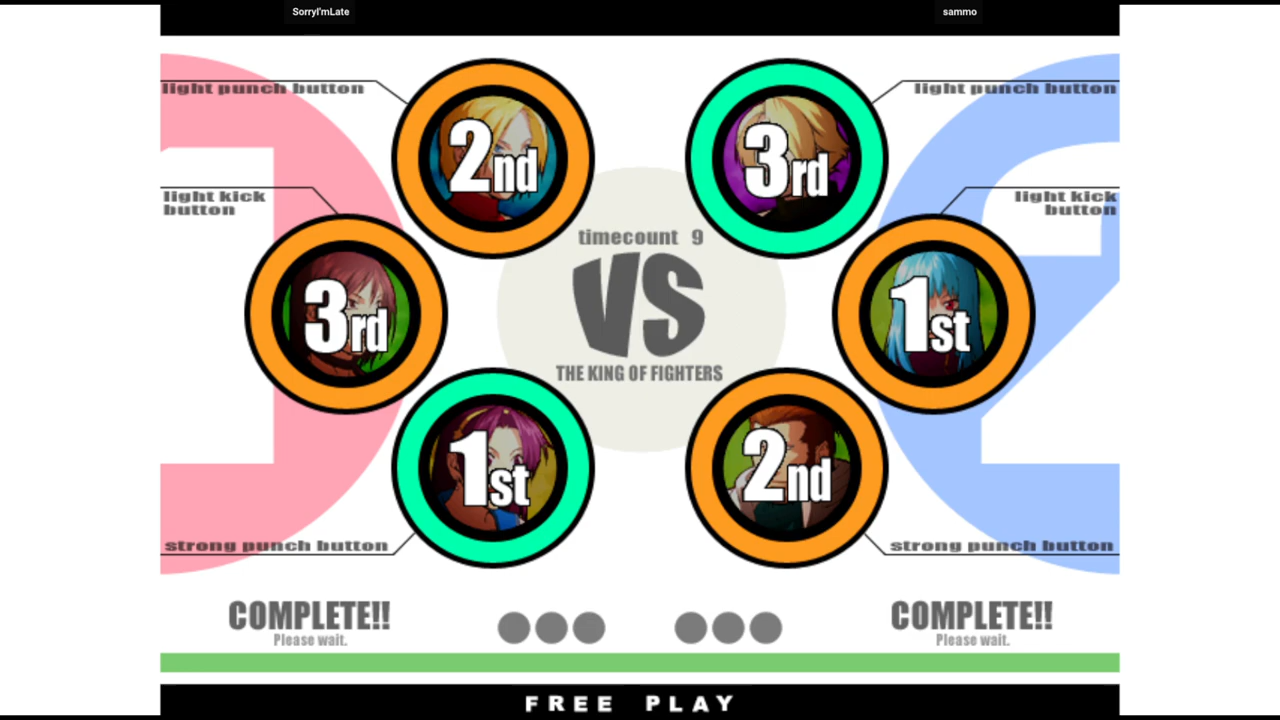 SorryI'mLate
sammo
light punch button
light punch button
2nd
3rd
light kick
button
light kick
button
timecount 9
VS
THE KING OF FIGHTERS
3rd
1st
1st
2nd
strong punch button
strong punch button
COMPLETE!!
Please wait.
COMPLETE!!
Please wait.
FREE PLAY
1
2